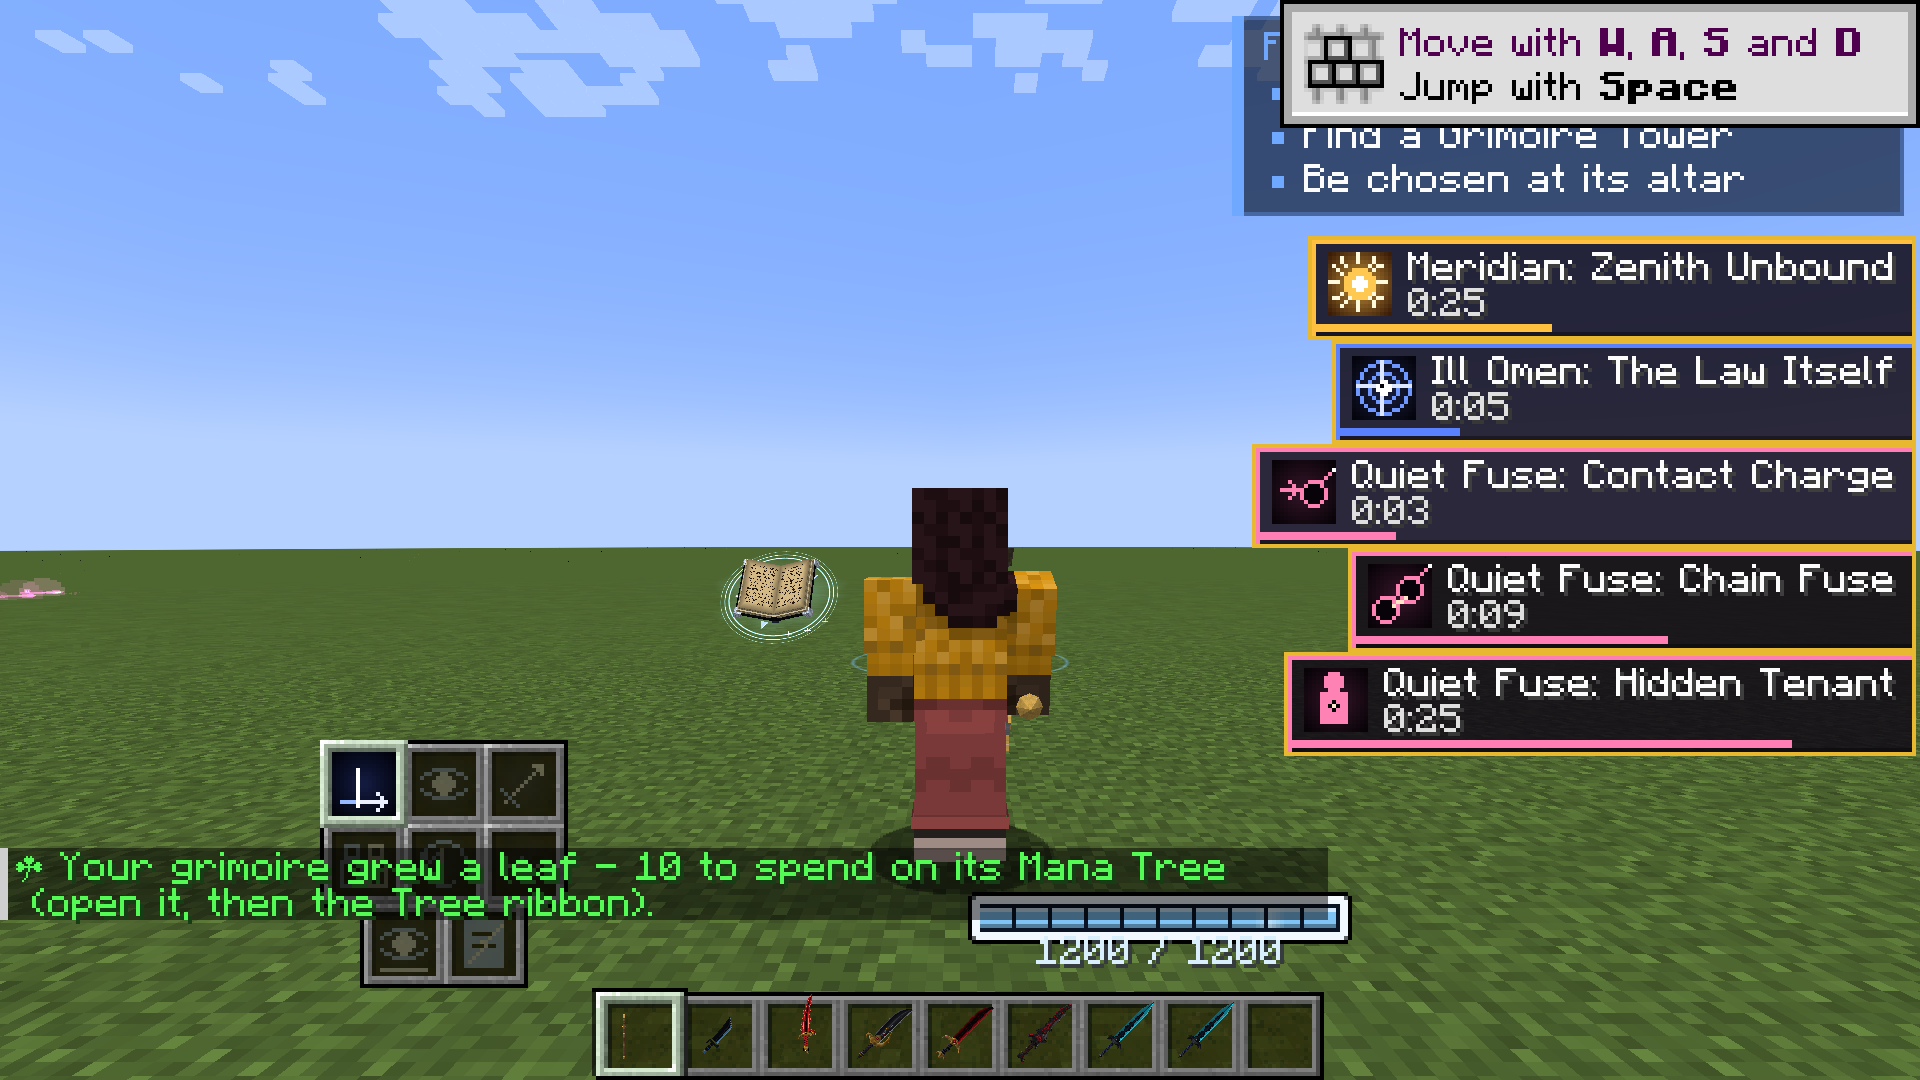 Move with W, A, S and D
Jump with Space
Find a Grimoire Tower
Be chosen at its altar
Meridian: Zenith Unbound
0:25
Ill Omen: The Law Itself
0:05
Quiet Fuse: Contact Charge
0:03
Quiet Fuse: Chain Fuse
0:09
Quiet Fuse: Hidden Tenant
0:25
☘ Your grimoire grew a leaf - 10 to spend on its Mana Tree
(open it, then the Tree ribbon).
1200 / 1200